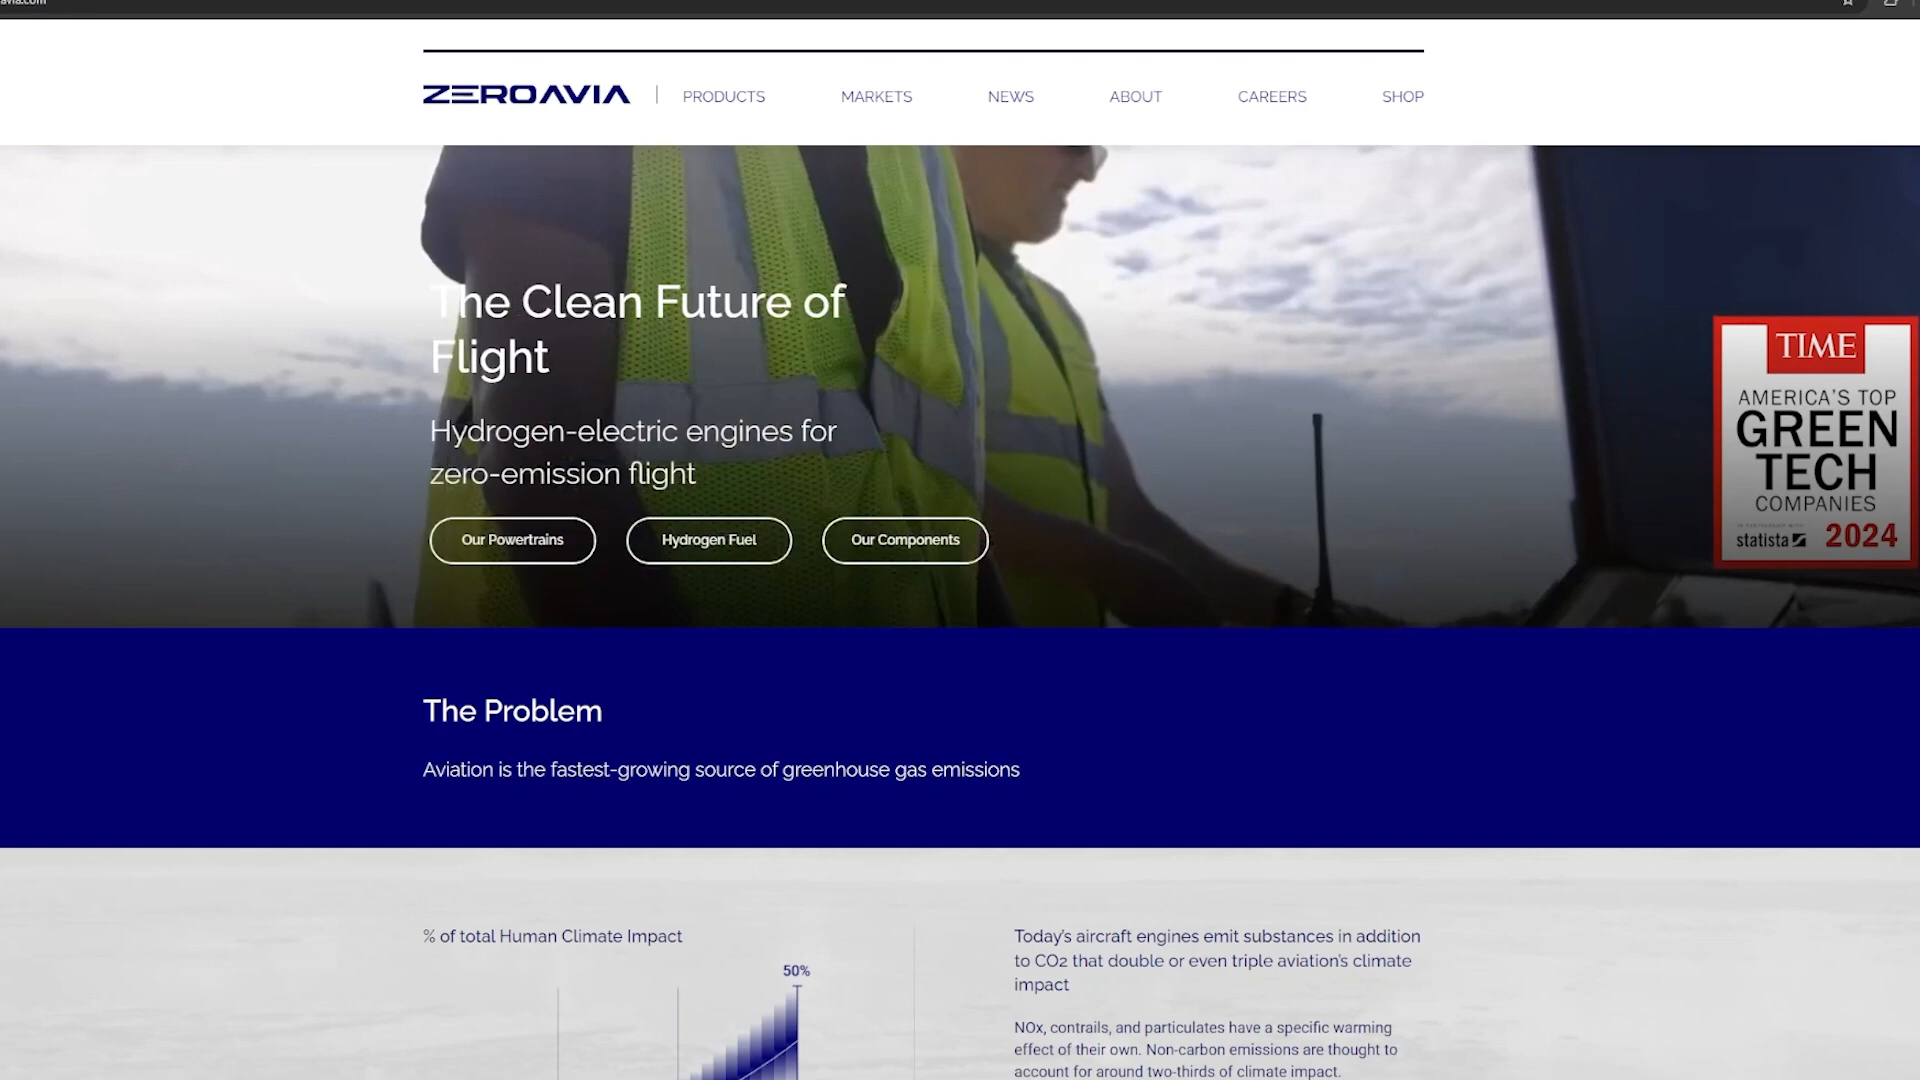 avia.com
ZEROAVIA
PRODUCTS
MARKETS
NEWS
ABOUT
CAREERS
SHOP
The Clean Future of
Flight
Hydrogen-electric engines for
zero-emission flight
Our Powertrains
Hydrogen Fuel
Our Components
TIME
AMERICA'S TOP
GREEN
TECH
COMPANIES
statista
2024
The Problem
Aviation is the fastest-growing source of greenhouse gas emissions
% of total Human Climate Impact
50%
Today's aircraft engines emit substances in addition
to CO2 that double or even triple aviation's climate
impact
NOx, contrails, and particulates have a specific warming
effect of their own. Non-carbon emissions are thought to
account for around two-thirds of climate impact.